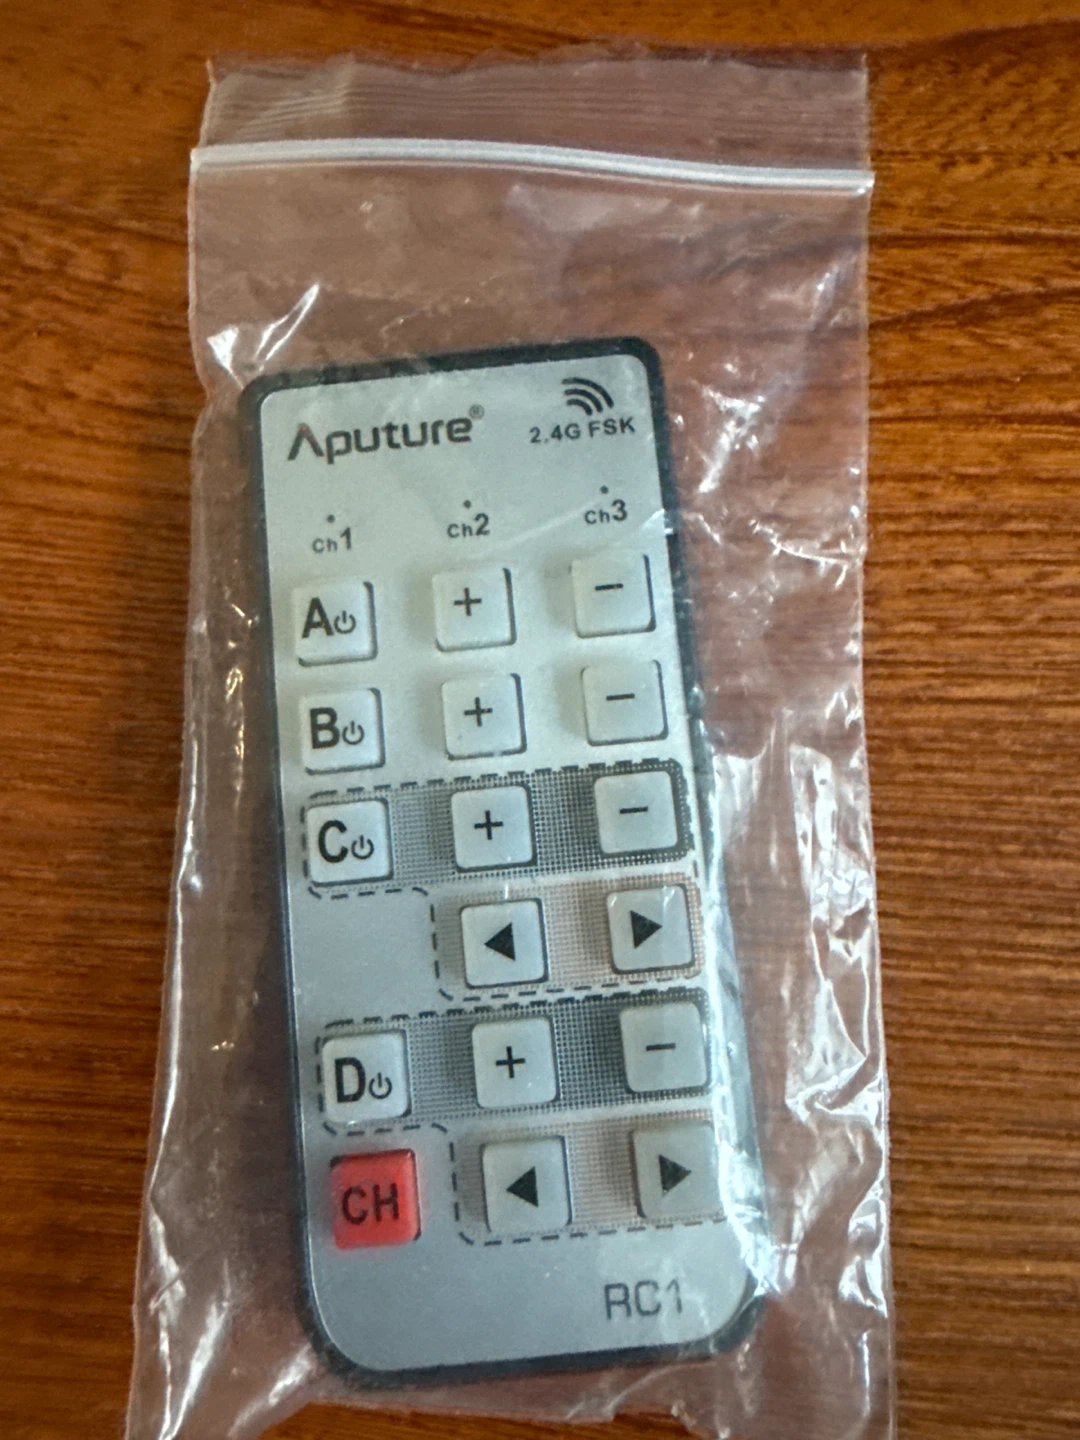 Aputure®
2.4G FSK
Ch1 Ch2 Ch3
A + −
B + −
C + −
◀ ▶
D + −
CH ◀ ▶
RC1